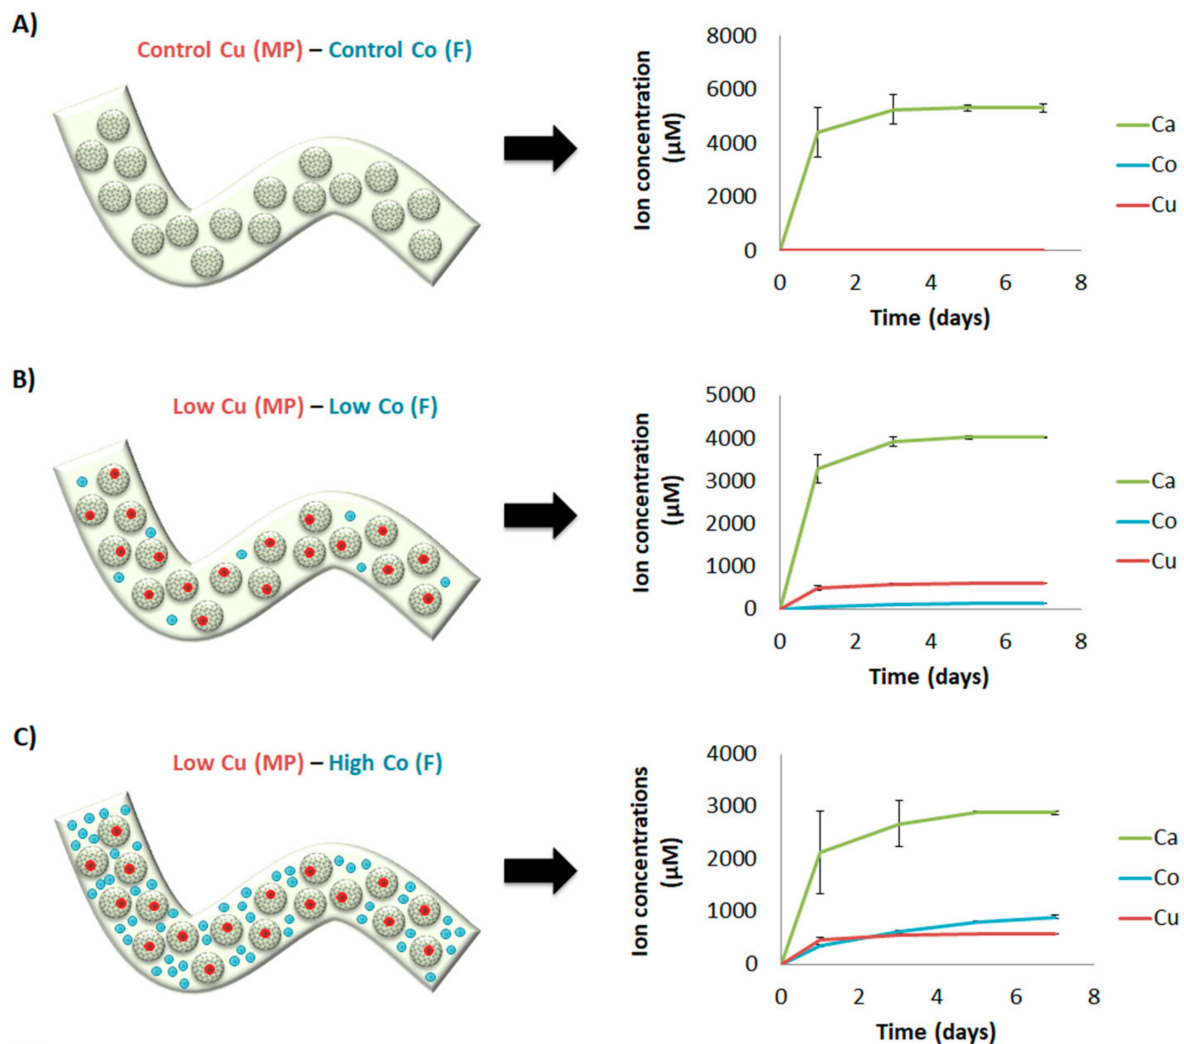 A)
Control Cu (MP) – Control Co (F)
Ion concentration
(µM)
8000
6000
4000
2000
0
0 2 4 6 8
Time (days)
Ca
Co
Cu
B)
Low Cu (MP) – Low Co (F)
Ion concentration
(µM)
5000
4000
3000
2000
1000
0
0 2 4 6 8
Time (days)
Ca
Co
Cu
C)
Low Cu (MP) – High Co (F)
Ion concentrations
(µM)
4000
3000
2000
1000
0
0 2 4 6 8
Time (days)
Ca
Co
Cu